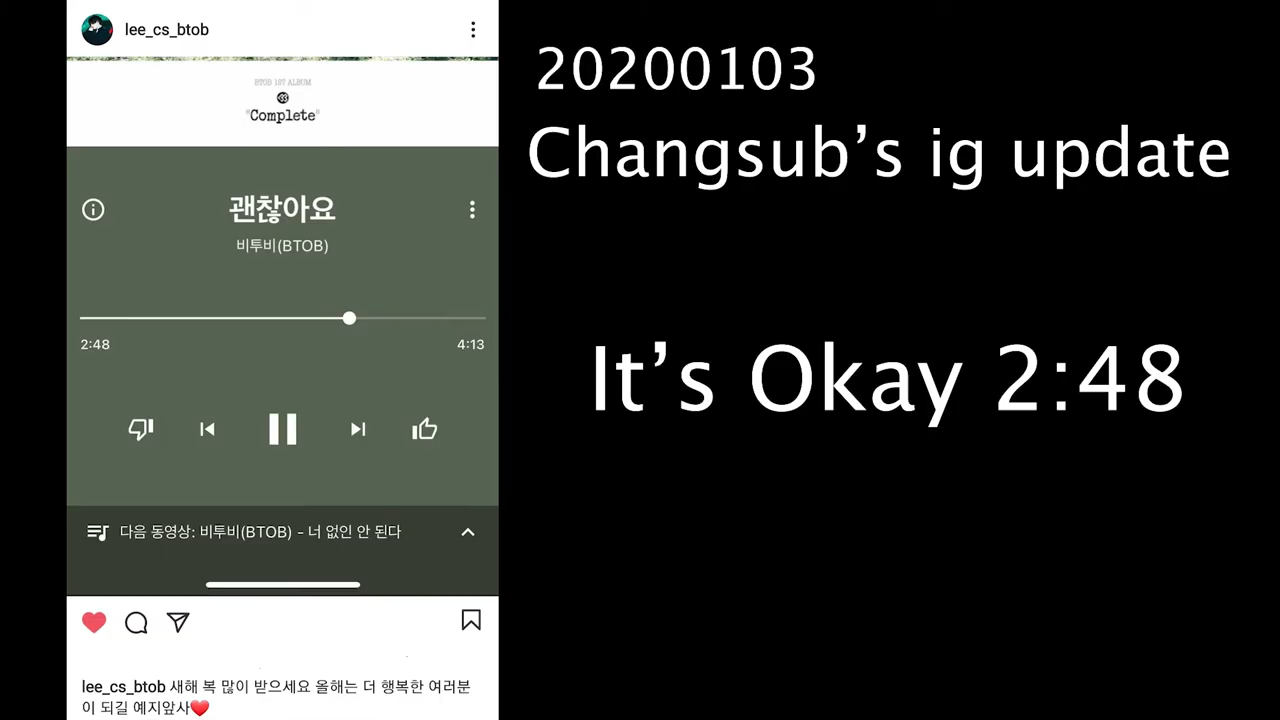 lee_cs_btob
BTOB 1ST ALBUM
"Complete"
괜찮아요
비투비(BTOB)
2:48
4:13
다음 동영상: 비투비(BTOB) - 너 없인 안 된다
lee_cs_btob 새해 복 많이 받으세요 올해는 더 행복한 여러분
이 되길 예지앞사❤️
20200103
Changsub's ig update
It's Okay 2:48